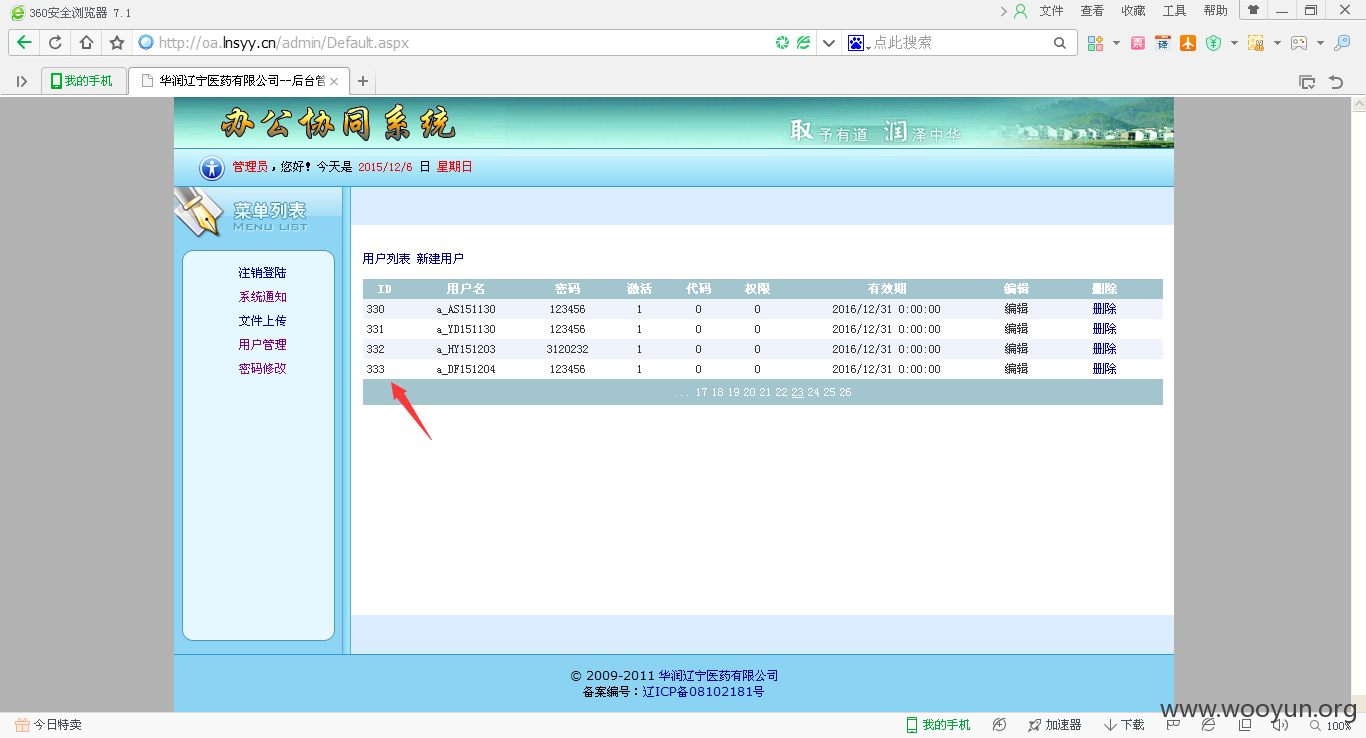 360安全浏览器 7.1
文件 查看 收藏 工具 帮助
http://oa.lnsyy.cn/admin/Default.aspx
点此搜索
我的手机
华润辽宁医药有限公司--后台管
办公协同系统
取予有道 润泽中华
管理员，您好！今天是 2015/12/6 日 星期日
菜单列表
MENU LIST
注销登陆
系统通知
文件上传
用户管理
密码修改
用户列表 新建用户
ID 用户名 密码 激活 代码 权限 有效期 编辑 删除
330 a_AS151130 123456 1 0 0 2016/12/31 0:00:00 编辑 删除
331 a_YD151130 123456 1 0 0 2016/12/31 0:00:00 编辑 删除
332 a_HY151203 3120232 1 0 0 2016/12/31 0:00:00 编辑 删除
333 a_DF151204 123456 1 0 0 2016/12/31 0:00:00 编辑 删除
... 17 18 19 20 21 22 23 24 25 26
© 2009-2011 华润辽宁医药有限公司
备案编号：辽ICP备08102181号
www.wooyun.org
今日特卖
我的手机
加速器
下载
100%